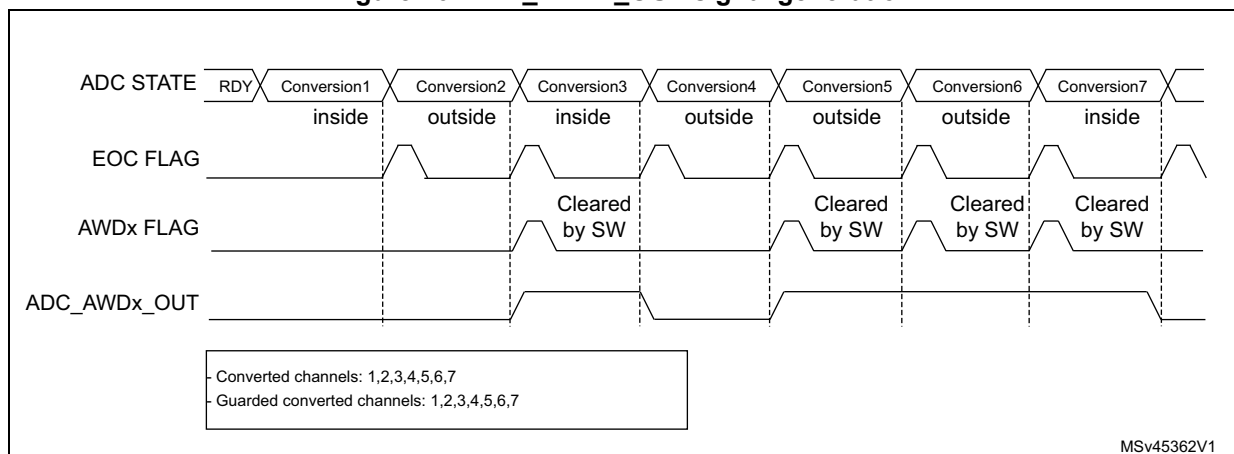 ADC STATE RDY Conversion1 Conversion2 Conversion3 Conversion4 Conversion5 Conversion6 Conversion7
inside outside inside outside outside outside inside
EOC FLAG
Cleared by SW Cleared by SW Cleared by SW Cleared by SW
AWDx FLAG
ADC_AWDx_OUT
- Converted channels: 1,2,3,4,5,6,7
- Guarded converted channels: 1,2,3,4,5,6,7
MSv45362V1